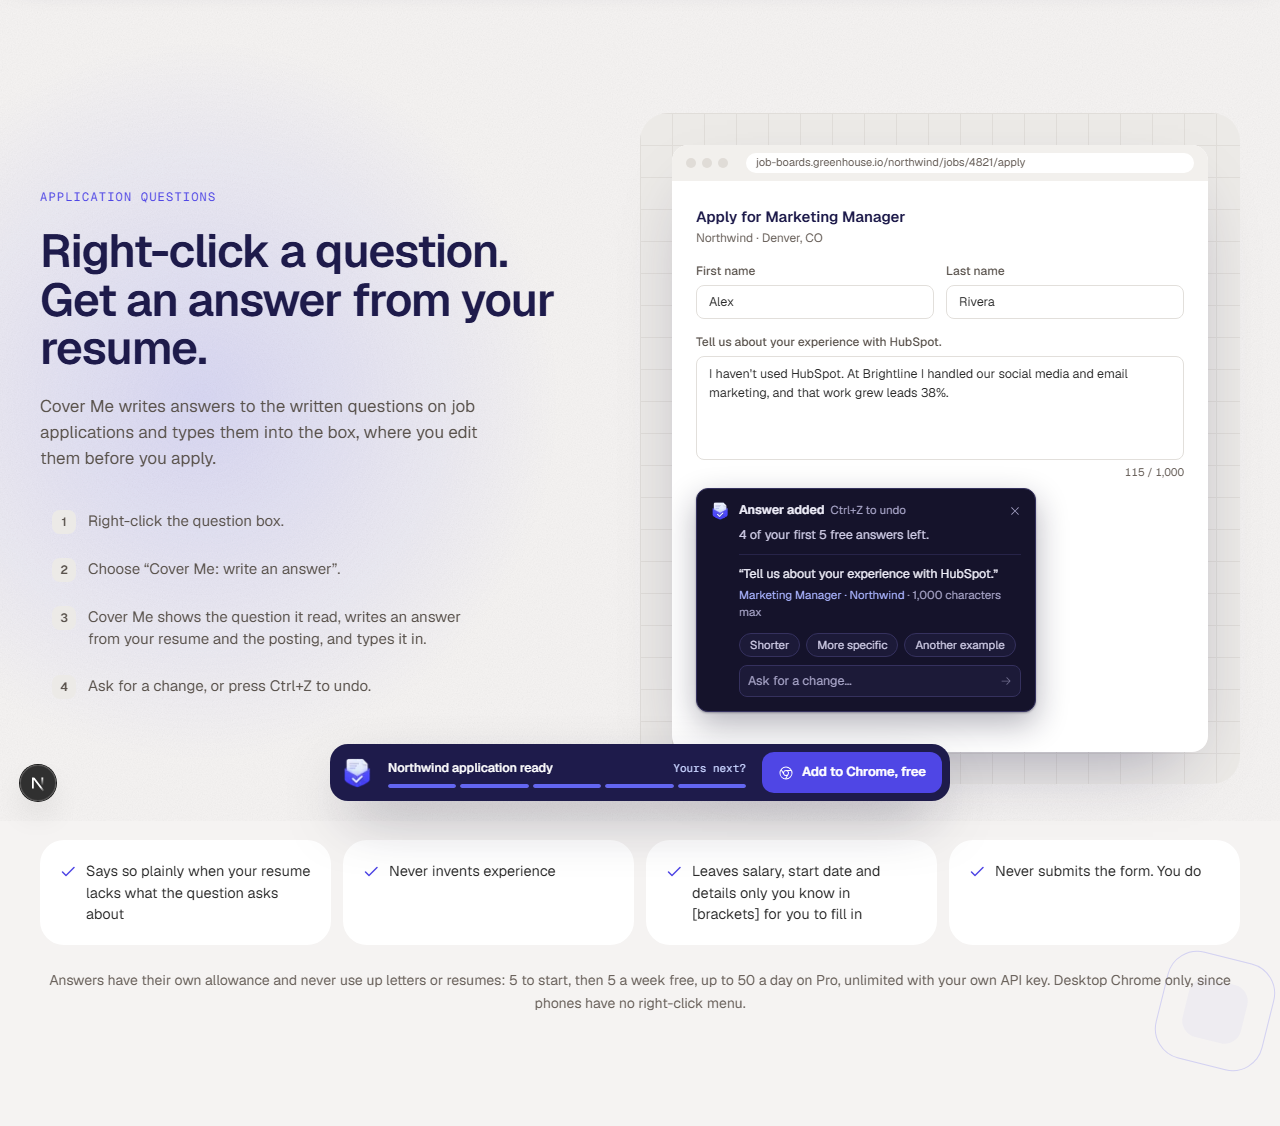 APPLICATION QUESTIONS
Right-click a question.
Get an answer from your
resume.
Cover Me writes answers to the written questions on job
applications and types them into the box, where you edit
them before you apply.
1 Right-click the question box.
2 Choose “Cover Me: write an answer”.
3 Cover Me shows the question it read, writes an answer
from your resume and the posting, and types it in.
4 Ask for a change, or press Ctrl+Z to undo.
job-boards.greenhouse.io/northwind/jobs/4821/apply
Apply for Marketing Manager
Northwind · Denver, CO
First name Last name
Alex Rivera
Tell us about your experience with HubSpot.
I haven't used HubSpot. At Brightline I handled our social media and email
marketing, and that work grew leads 38%.
115 / 1,000
Answer added Ctrl+Z to undo
4 of your first 5 free answers left.
“Tell us about your experience with HubSpot.”
Marketing Manager · Northwind · 1,000 characters
max
Shorter More specific Another example
Ask for a change...
N
Northwind application ready Yours next?
Add to Chrome, free
Says so plainly when your resume
lacks what the question asks
about
Never invents experience
Leaves salary, start date and
details only you know in
[brackets] for you to fill in
Never submits the form. You do
Answers have their own allowance and never use up letters or resumes: 5 to start, then 5 a week free, up to 50 a day on Pro, unlimited with your own API key. Desktop Chrome only, since
phones have no right-click menu.